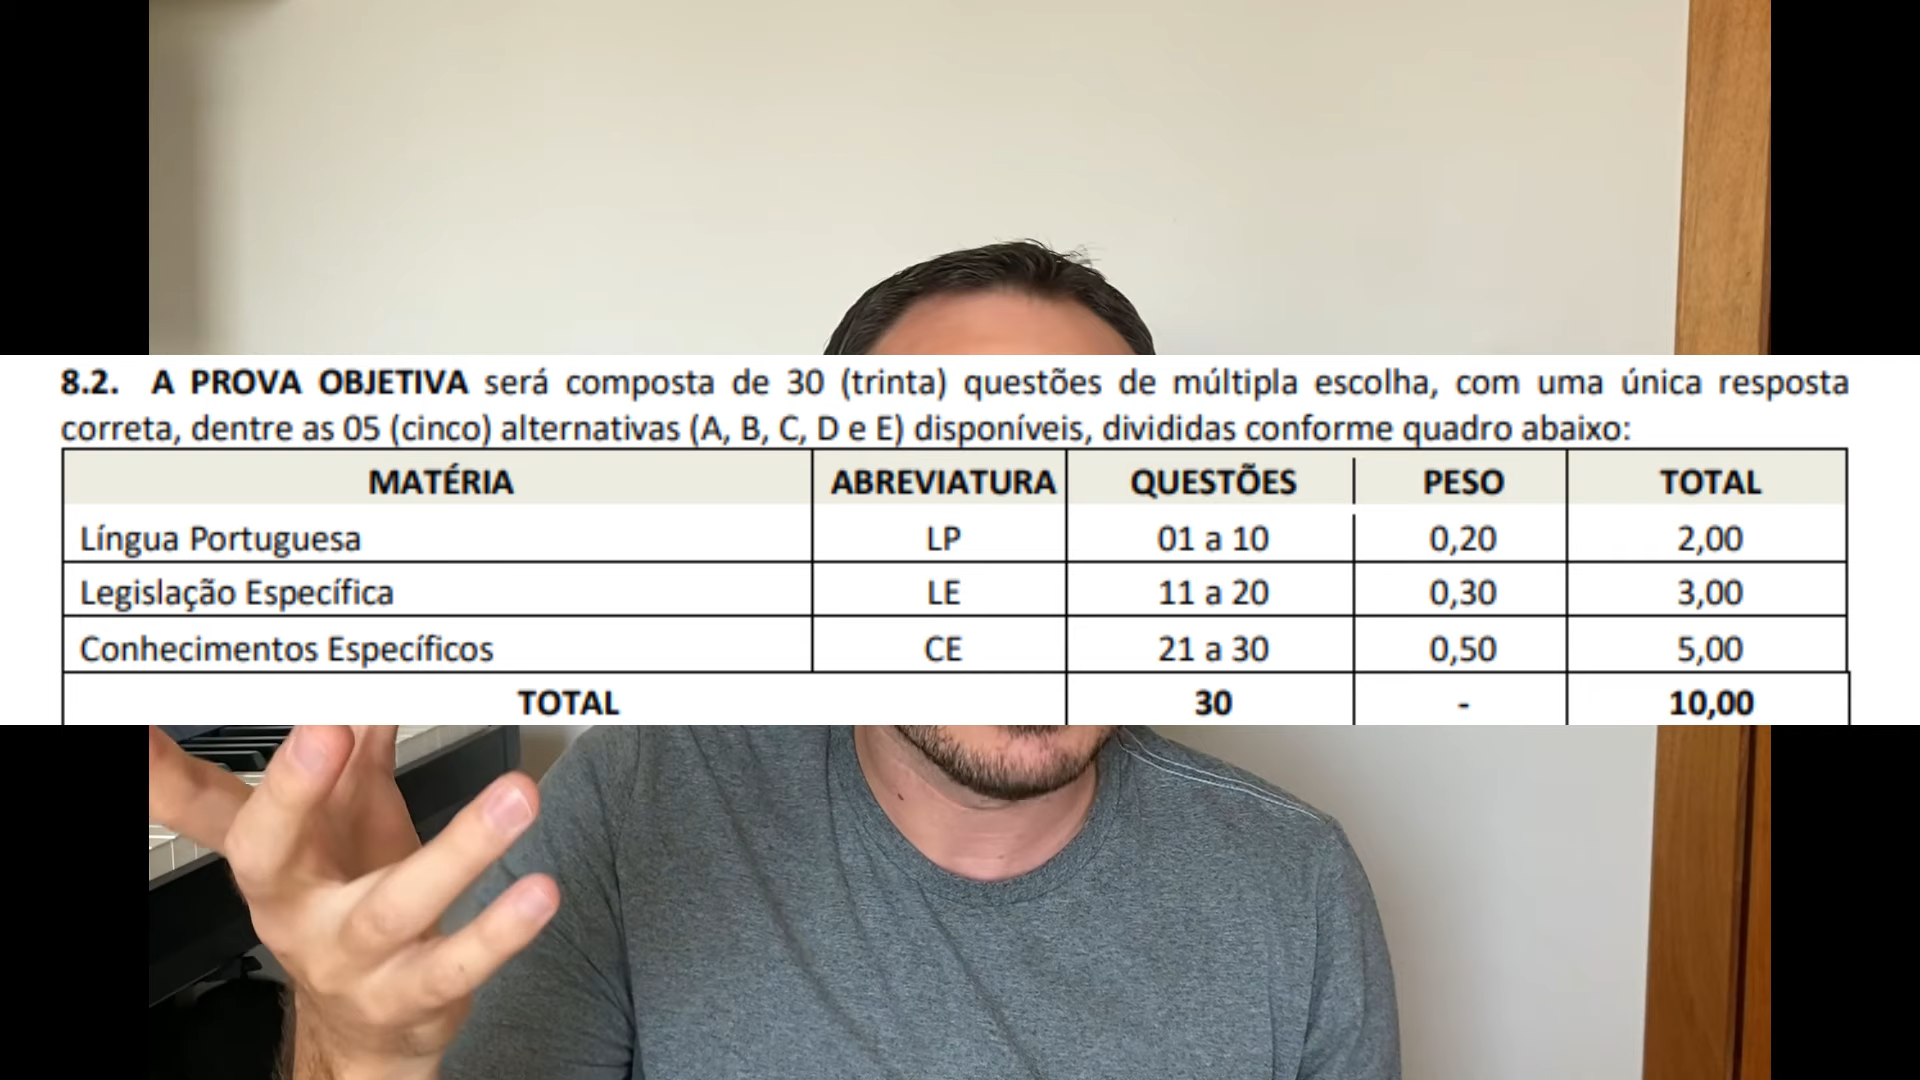 8.2. A PROVA OBJETIVA será composta de 30 (trinta) questões de múltipla escolha, com uma única resposta
correta, dentre as 05 (cinco) alternativas (A, B, C, D e E) disponíveis, divididas conforme quadro abaixo:
MATÉRIA ABREVIATURA QUESTÕES PESO TOTAL
Língua Portuguesa LP 01 a 10 0,20 2,00
Legislação Específica LE 11 a 20 0,30 3,00
Conhecimentos Específicos CE 21 a 30 0,50 5,00
TOTAL 30 - 10,00